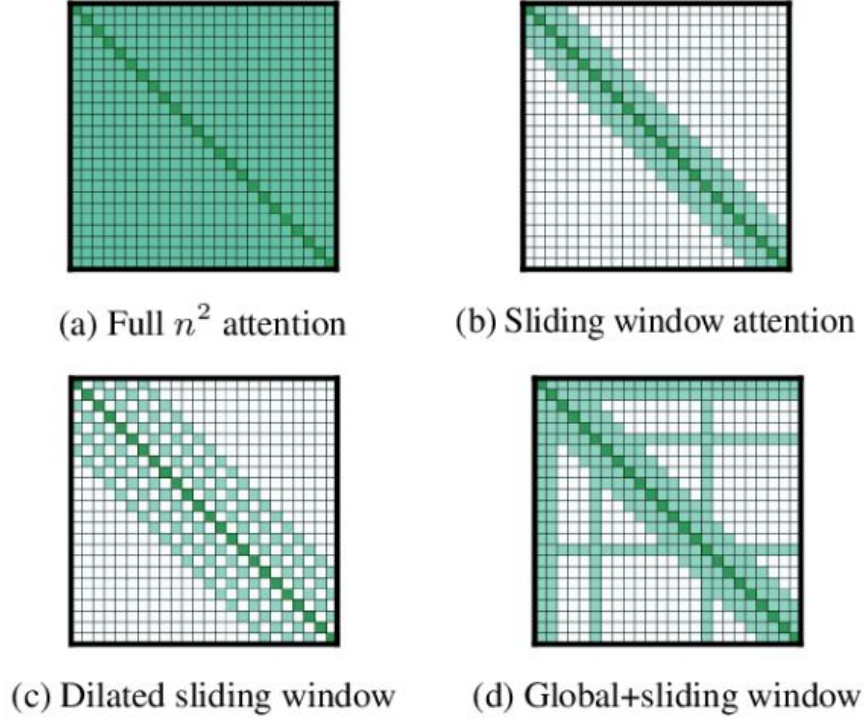 (a) Full n² attention
(b) Sliding window attention
(c) Dilated sliding window
(d) Global+sliding window